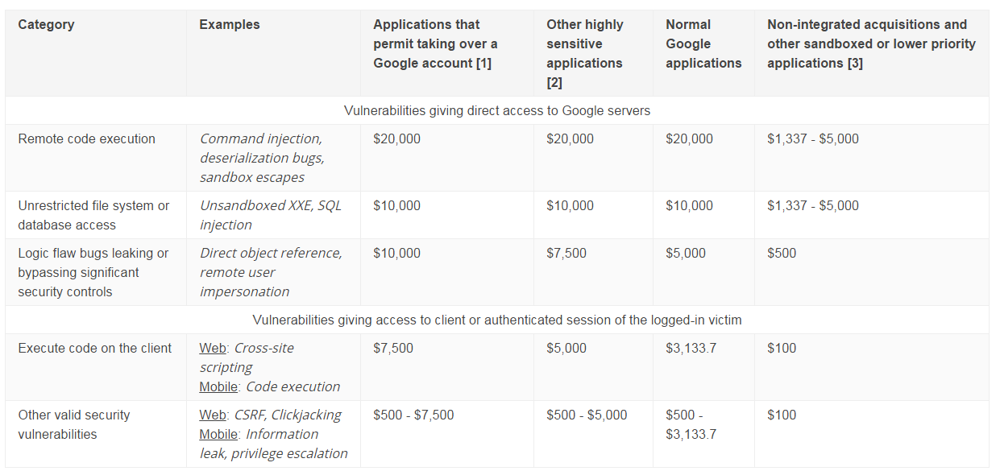 Category
Examples
Applications that
permit taking over a
Google account [1]
Other highly
sensitive
applications
[2]
Normal
Google
applications
Non-integrated acquisitions and
other sandboxed or lower priority
applications [3]
Vulnerabilities giving direct access to Google servers
Remote code execution
Command injection,
deserialization bugs,
sandbox escapes
$20,000
$20,000
$20,000
$1,337 - $5,000
Unrestricted file system or
database access
Unsandboxed XXE, SQL
injection
$10,000
$10,000
$10,000
$1,337 - $5,000
Logic flaw bugs leaking or
bypassing significant
security controls
Direct object reference,
remote user
impersonation
$10,000
$7,500
$5,000
$500
Vulnerabilities giving access to client or authenticated session of the logged-in victim
Execute code on the client
Web: Cross-site
scripting
Mobile: Code execution
$7,500
$5,000
$3,133.7
$100
Other valid security
vulnerabilities
Web: CSRF, Clickjacking
Mobile: Information
leak, privilege escalation
$500 - $7,500
$500 - $5,000
$500 -
$3,133.7
$100